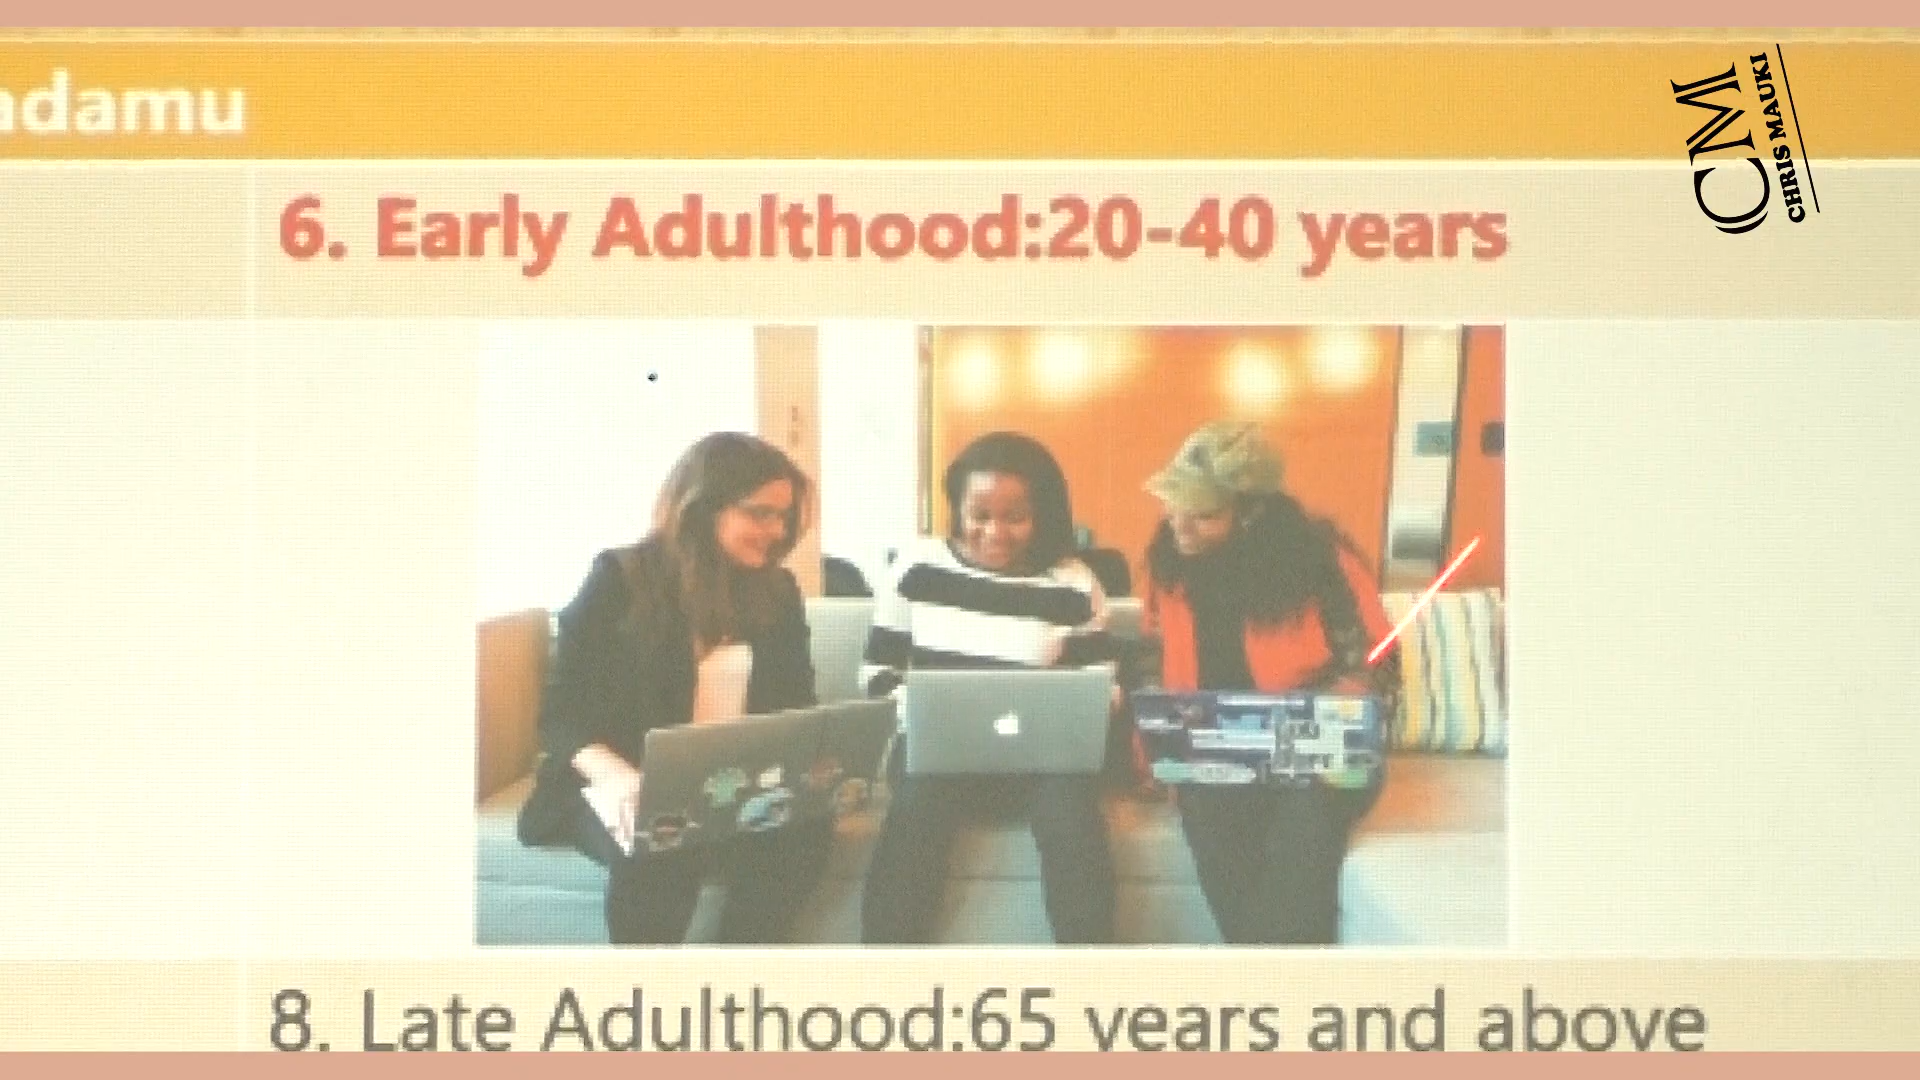 adamu
CM
CHRIS MAUKI
6. Early Adulthood:20-40 years
8. Late Adulthood:65 years and above